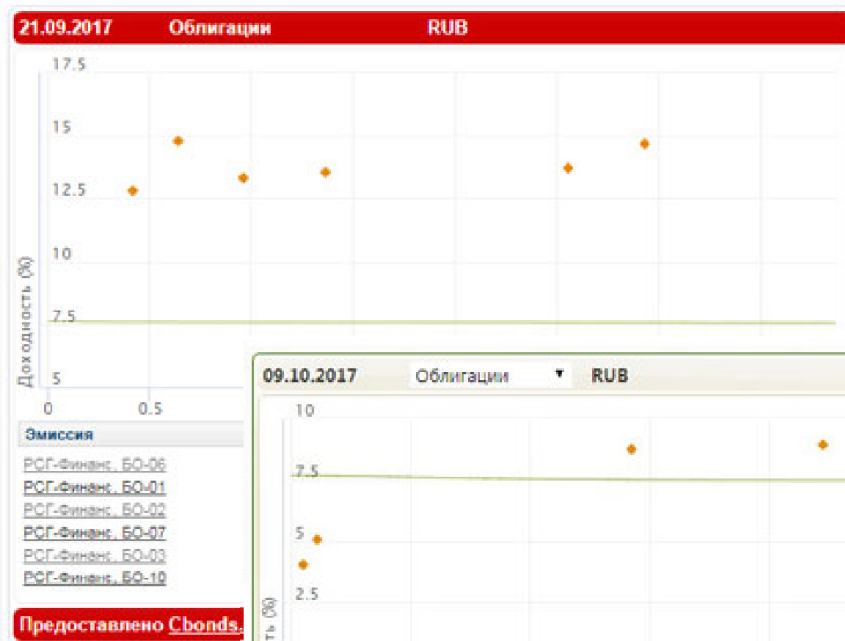 21.09.2017 Облигации RUB
17.5
15
12.5
10
7.5
5
Доходность (%)
0 0.5
Эмиссия
РСГ-Финанс, БО-06
РСГ-Финанс, БО-01
РСГ-Финанс, БО-02
РСГ-Финанс, БО-07
РСГ-Финанс, БО-03
РСГ-Финанс, БО-10
Предоставлено Cbonds.
09.10.2017 Облигации RUB
10
7.5
5
2.5
ть (%)